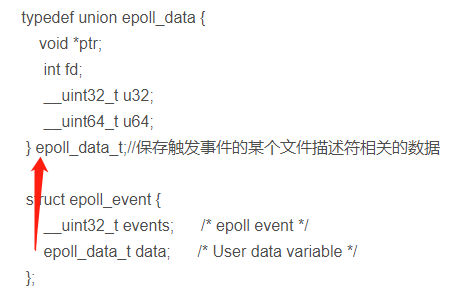 typedef union epoll_data {
void *ptr;
int fd;
__uint32_t u32;
__uint64_t u64;
} epoll_data_t;//保存触发事件的某个文件描述符相关的数据
struct epoll_event {
__uint32_t events; /* epoll event */
epoll_data_t data; /* User data variable */
};